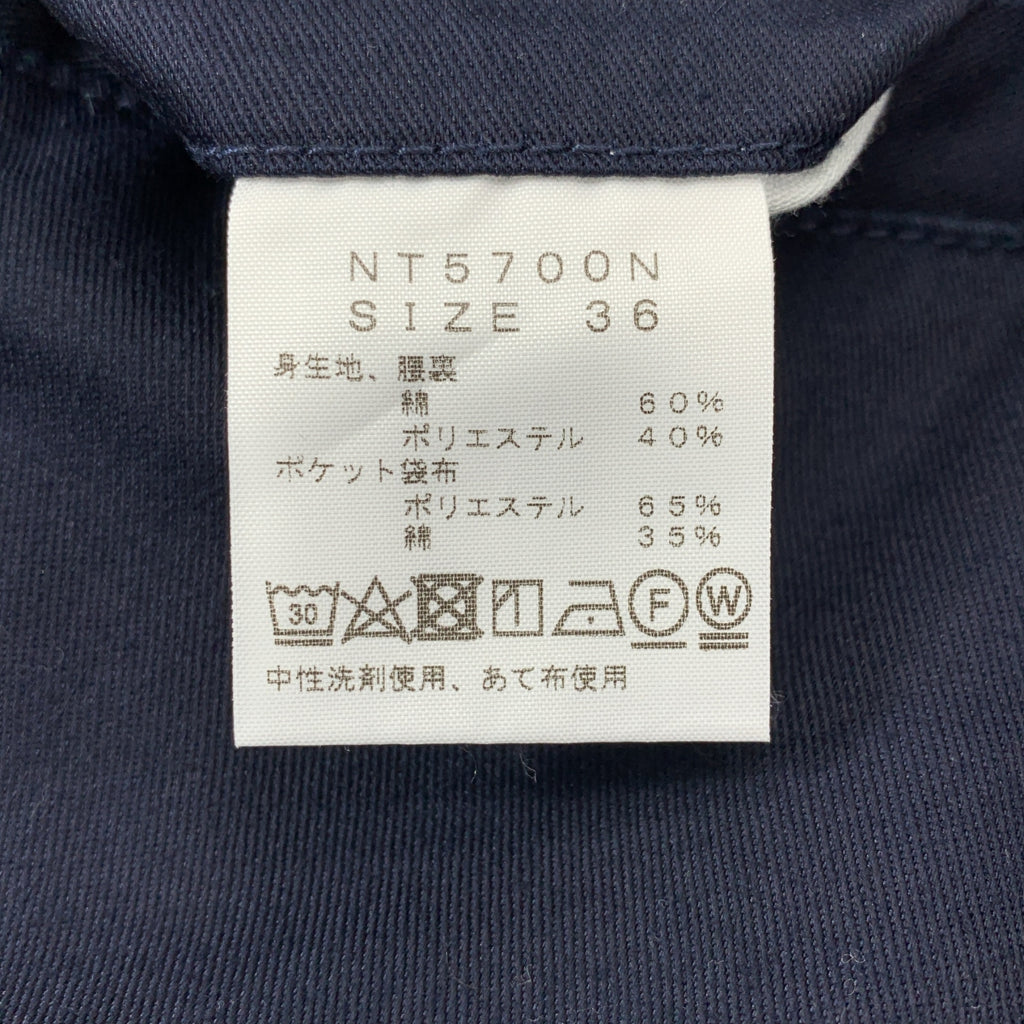 NT5700N
SIZE 36
身生地、腰裏
綿 60%
ポリエステル 40%
ポケット袋布
ポリエステル 65%
綿 35%
30 F W
中性洗剤使用、あて布使用